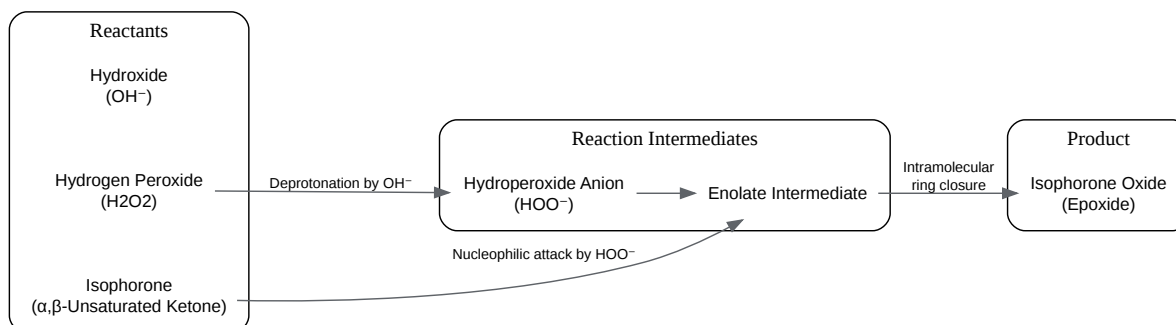 Reactants
Hydroxide
(OH⁻)
Hydrogen Peroxide
(H2O2)
Isophorone
(α,β-Unsaturated Ketone)
Deprotonation by OH⁻
Nucleophilic attack by HOO⁻
Reaction Intermediates
Hydroperoxide Anion
(HOO⁻)
Enolate Intermediate
Intramolecular
ring closure
Product
Isophorone Oxide
(Epoxide)